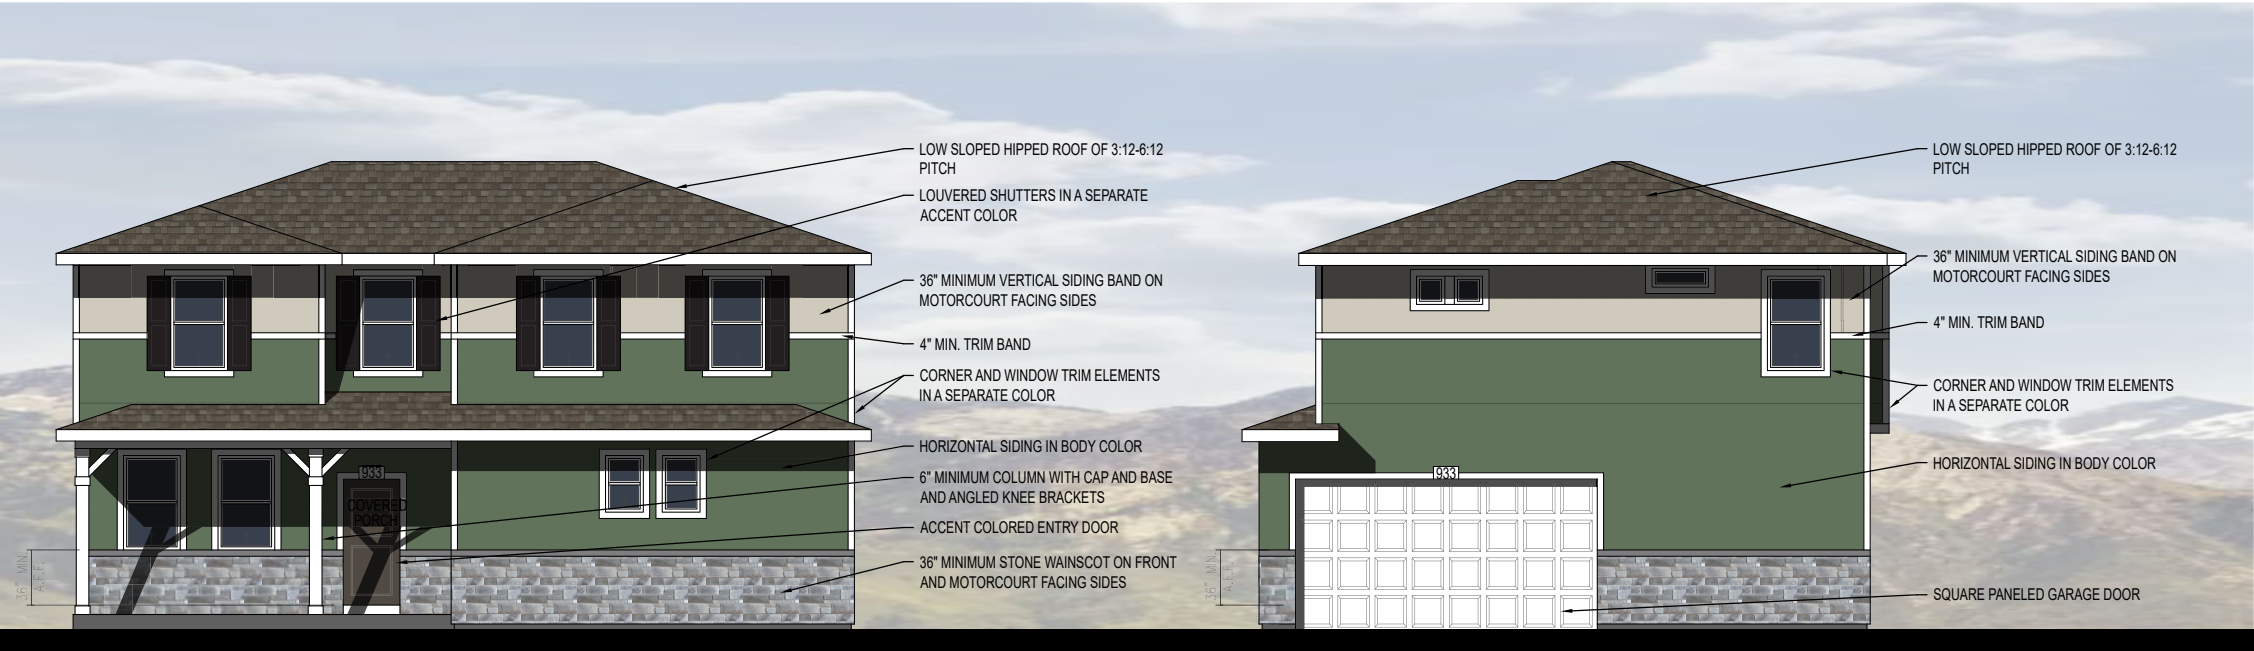 LOW SLOPED HIPPED ROOF OF 3:12-6:12
PITCH
LOUVERED SHUTTERS IN A SEPARATE
ACCENT COLOR
36" MINIMUM VERTICAL SIDING BAND ON
MOTORCOURT FACING SIDES
4" MIN. TRIM BAND
CORNER AND WINDOW TRIM ELEMENTS
IN A SEPARATE COLOR
HORIZONTAL SIDING IN BODY COLOR
6" MINIMUM COLUMN WITH CAP AND BASE
AND ANGLED KNEE BRACKETS
ACCENT COLORED ENTRY DOOR
36" MINIMUM STONE WAINSCOT ON FRONT
AND MOTORCOURT FACING SIDES
933
COVERED
PORCH
36" MIN.
A.F.F.
LOW SLOPED HIPPED ROOF OF 3:12-6:12
PITCH
36" MINIMUM VERTICAL SIDING BAND ON
MOTORCOURT FACING SIDES
4" MIN. TRIM BAND
CORNER AND WINDOW TRIM ELEMENTS
IN A SEPARATE COLOR
HORIZONTAL SIDING IN BODY COLOR
SQUARE PANELED GARAGE DOOR
933
36" MIN.
A.F.F.